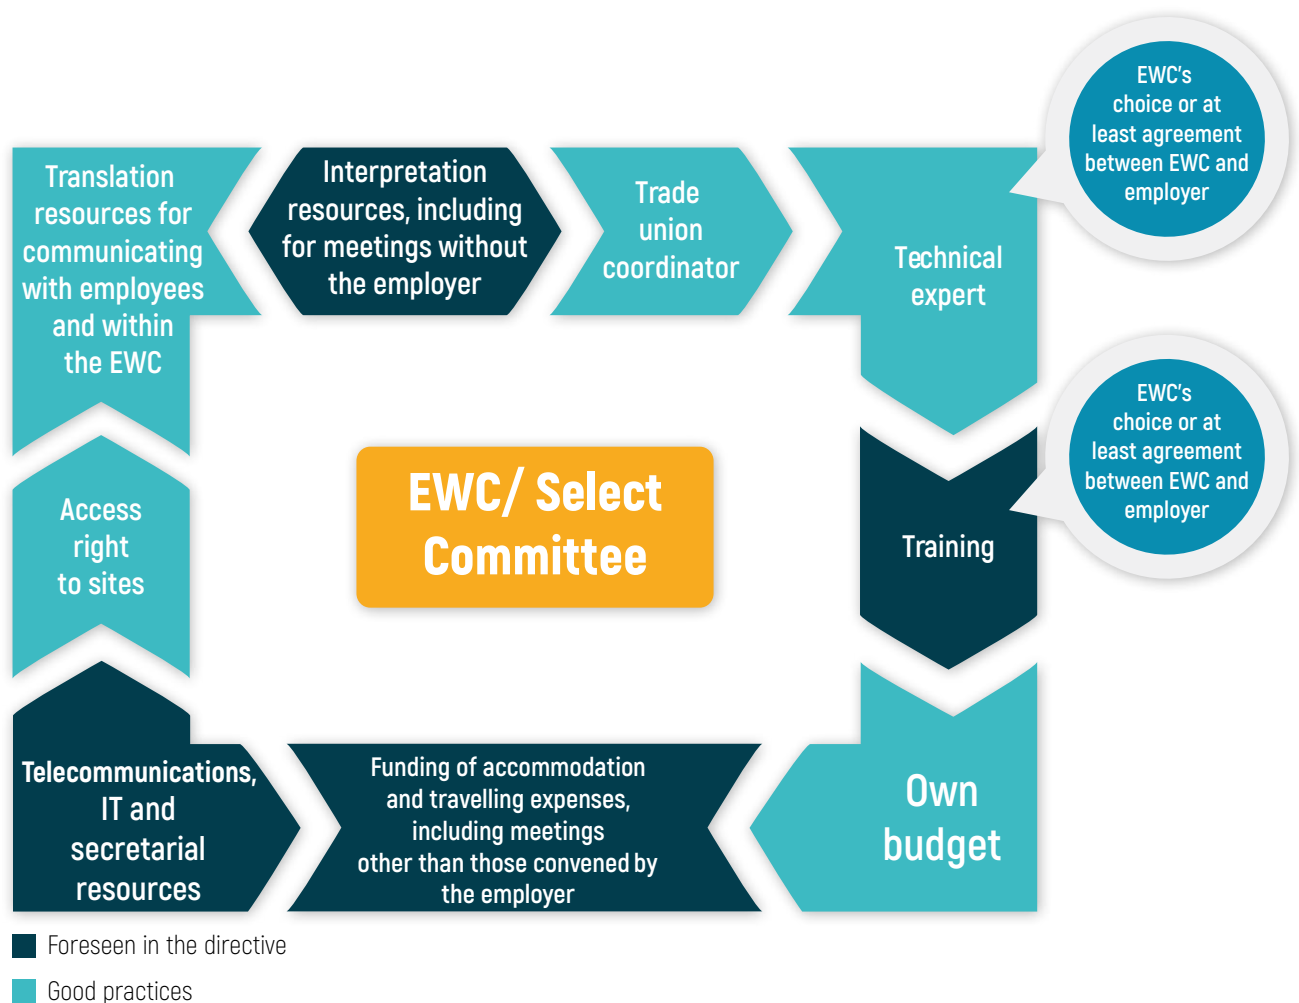 EWC's
choice or at
least agreement
between EWC and
employer
Translation
resources for
communicating
with employees
and within
the EWC
Interpretation
resources, including
for meetings without
the employer
Trade
union
coordinator
Technical
expert
EWC's
choice or at
least agreement
between EWC and
employer
Access
right
to sites
EWC/ Select
Committee
Training
Telecommunications,
IT and
secretarial
resources
Funding of accommodation
and travelling expenses,
including meetings
other than those convened by
the employer
Own
budget
Foreseen in the directive
Good practices